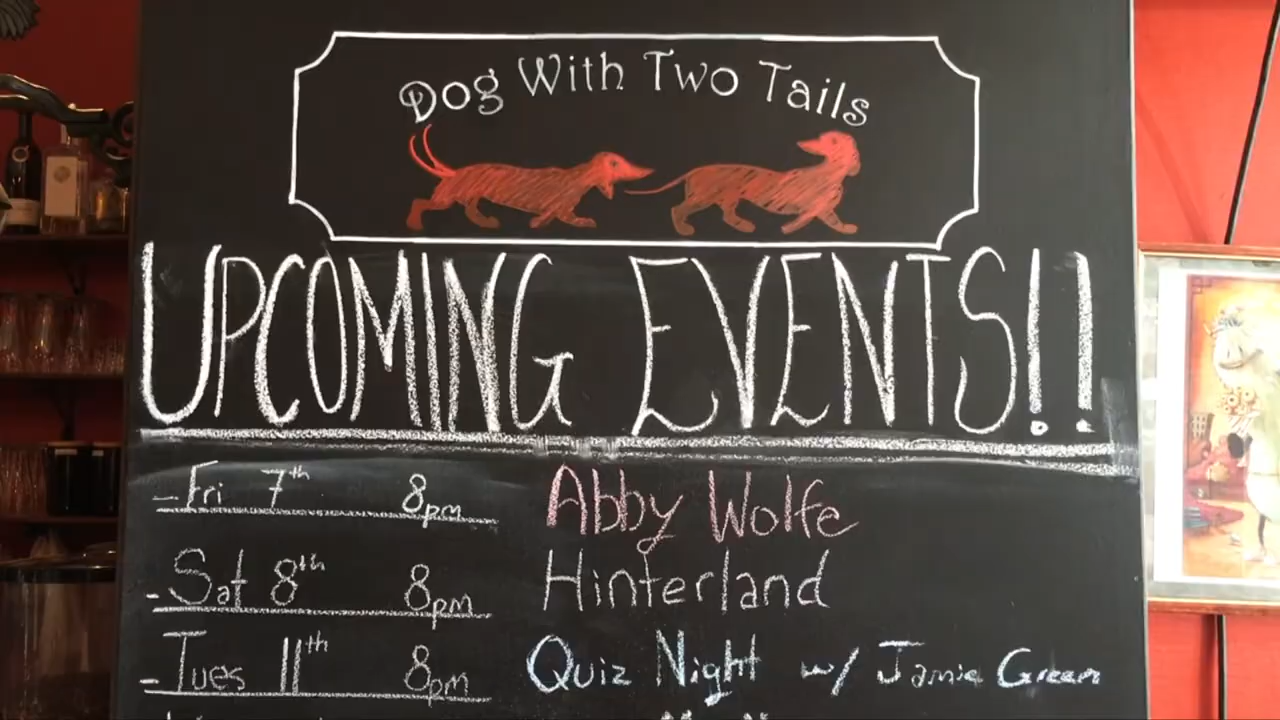 Dog With Two Tails
UPCOMING EVENTS!!
- Fri 7th 8pm Abby Wolfe
- Sat 8th 8pm Hinterland
- Tues 11th 8pm Quiz Night w/ Jamie Green